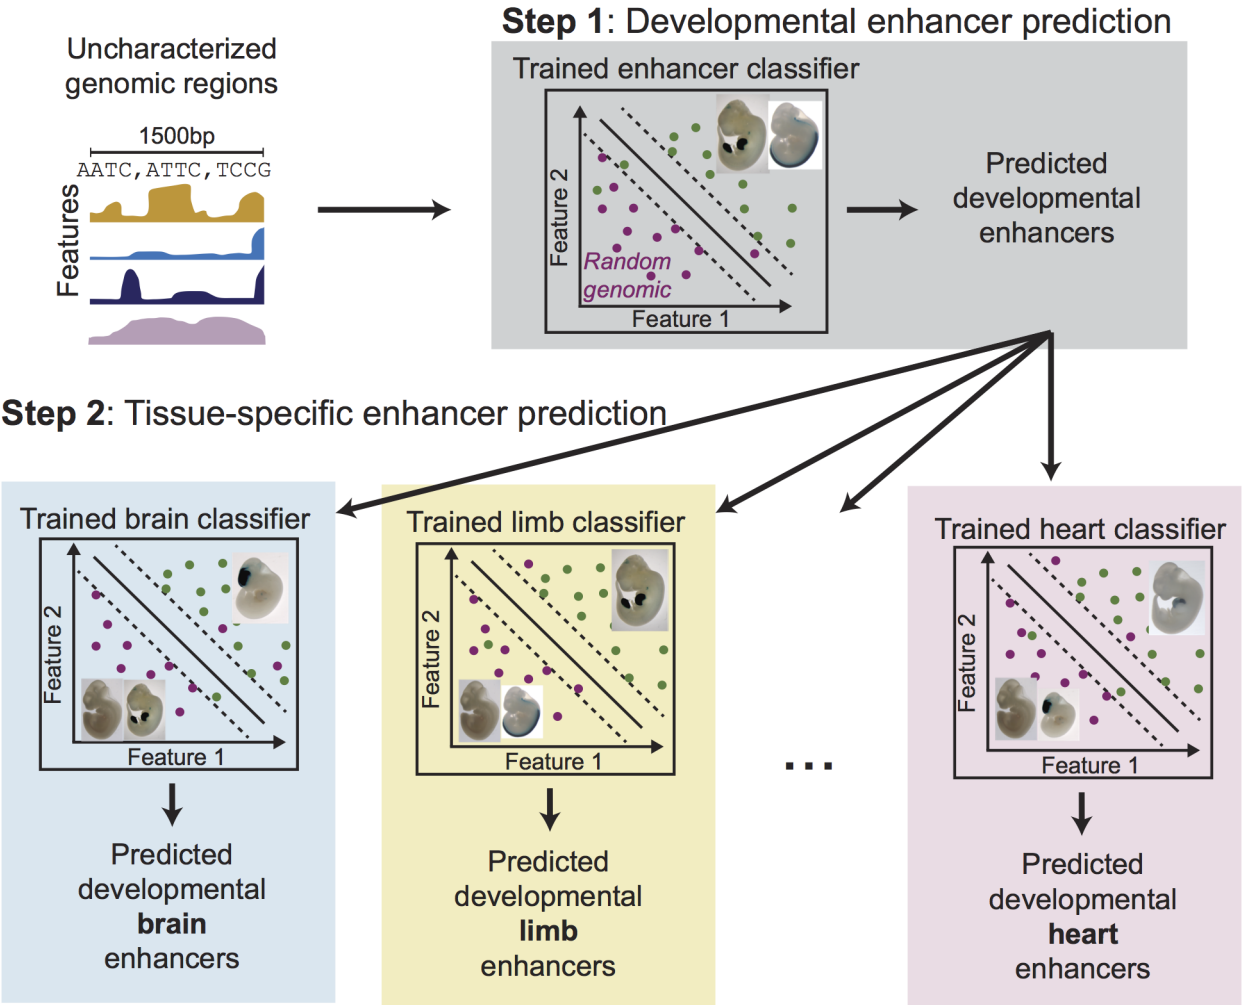 Step 1: Developmental enhancer prediction
Uncharacterized
genomic regions
1500bp
AATC,ATTC,TCCG
Features
Trained enhancer classifier
Feature 2
Random
genomic
Feature 1
Predicted
developmental
enhancers
Step 2: Tissue-specific enhancer prediction
Trained brain classifier
Feature 2
Feature 1
Predicted
developmental
brain
enhancers
Trained limb classifier
Feature 2
Feature 1
Predicted
developmental
limb
enhancers
...
Trained heart classifier
Feature 2
Feature 1
Predicted
developmental
heart
enhancers